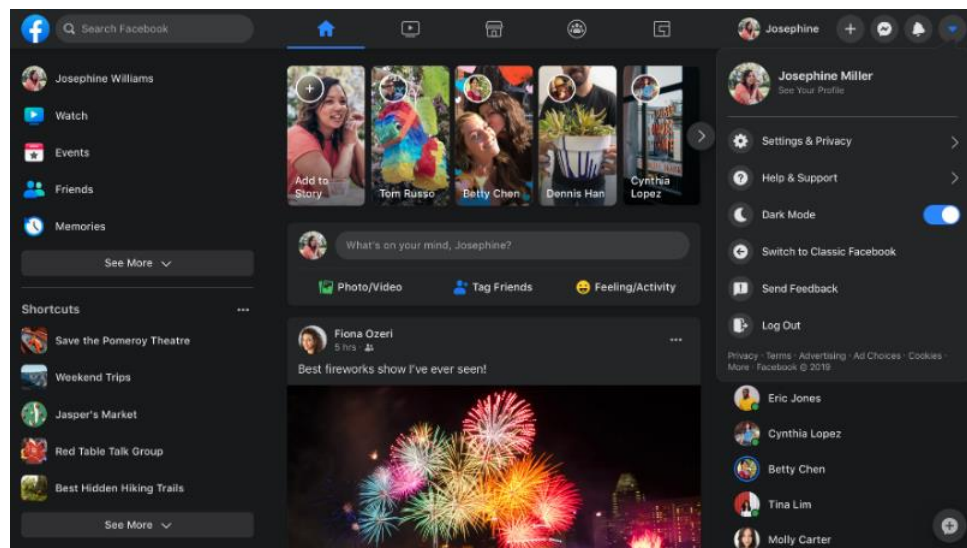 Search Facebook
Josephine
Josephine Williams
Watch
Events
Friends
Memories
See More
Shortcuts
Save the Pomeroy Theatre
Weekend Trips
Jasper's Market
Red Table Talk Group
Best Hidden Hiking Trails
See More
Add to
Story
Tom Russo
Betty Chen
Dennis Han
Cynthia
Lopez
What's on your mind, Josephine?
Photo/Video
Tag Friends
Feeling/Activity
Fiona Ozeri
5 hrs ·
Best fireworks show I've ever seen!
Josephine Miller
See Your Profile
Settings & Privacy
Help & Support
Dark Mode
Switch to Classic Facebook
Send Feedback
Log Out
Privacy · Terms · Advertising · Ad Choices · Cookies ·
More · Facebook © 2019
Eric Jones
Cynthia Lopez
Betty Chen
Tina Lim
Molly Carter